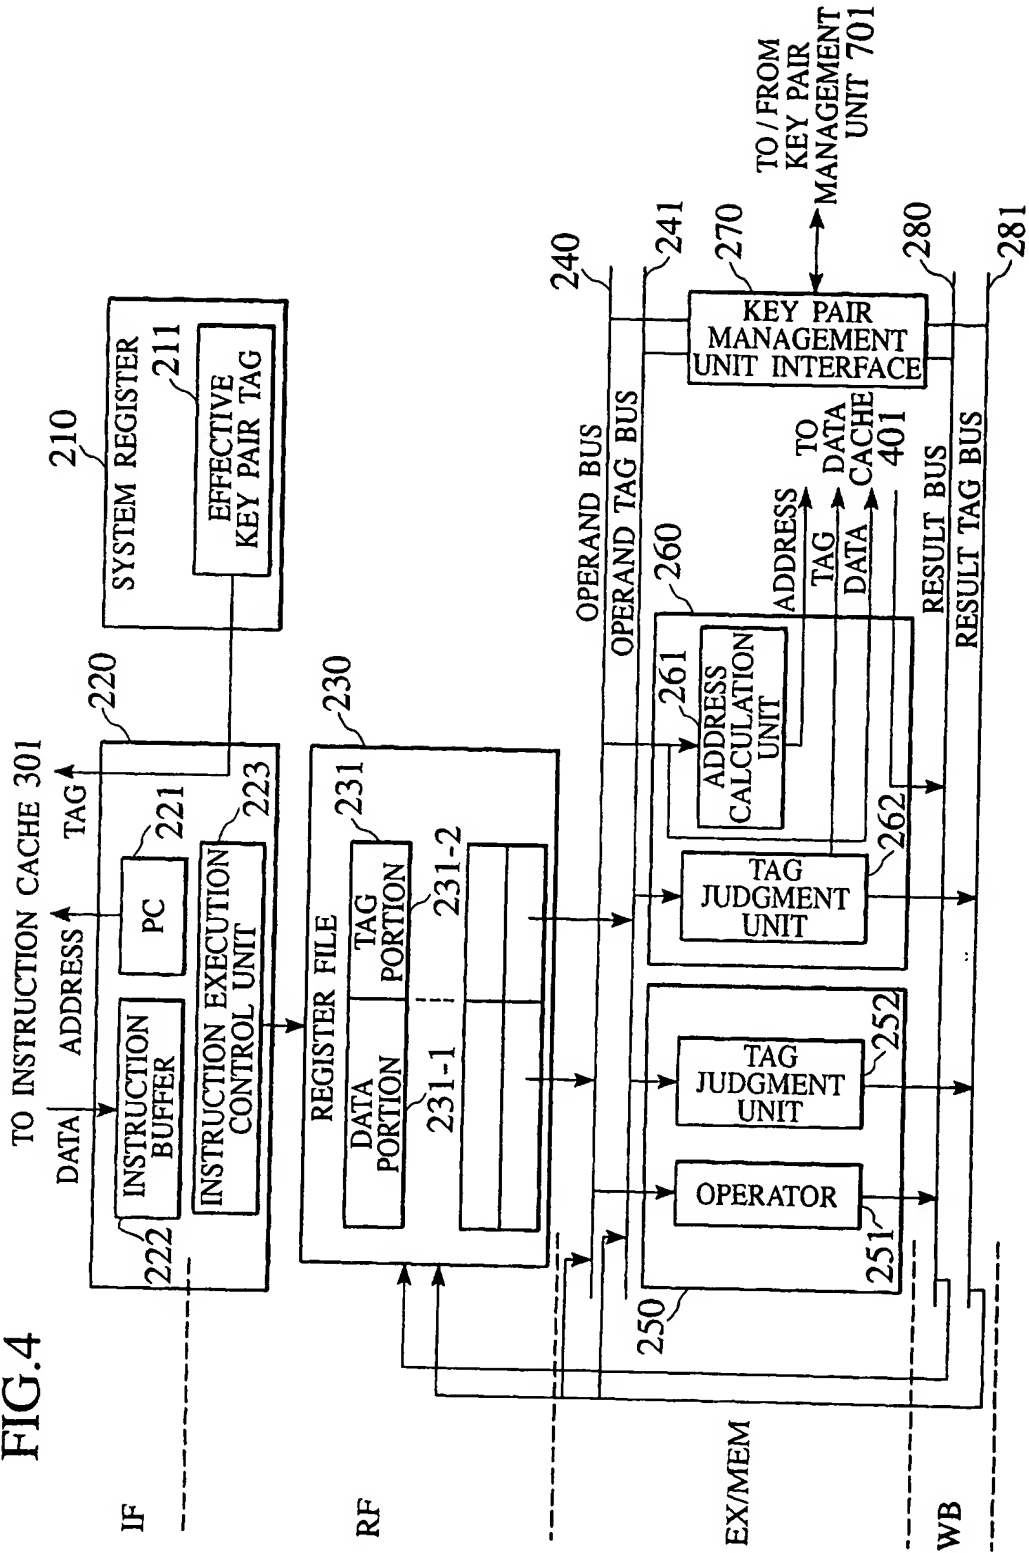 FIG.4
IF
RF
EX/MEM
WB
TO INSTRUCTION CACHE 301
DATA
ADDRESS
TAG
220
INSTRUCTION
BUFFER
222
PC
221
INSTRUCTION EXECUTION
CONTROL UNIT
223
210
SYSTEM REGISTER
EFFECTIVE
KEY PAIR TAG
211
230
REGISTER FILE
DATA
PORTION
TAG
PORTION
231
231-1
231-2
OPERAND BUS
240
OPERAND TAG BUS
241
250
OPERATOR
251
TAG
JUDGMENT
UNIT
252
260
TAG
JUDGMENT
UNIT
262
ADDRESS
CALCULATION
UNIT
261
ADDRESS
TAG
DATA
TO
DATA
CACHE
401
KEY PAIR
MANAGEMENT
UNIT INTERFACE
270
TO/FROM
KEY PAIR
MANAGEMENT
UNIT 701
RESULT BUS
280
RESULT TAG BUS
281